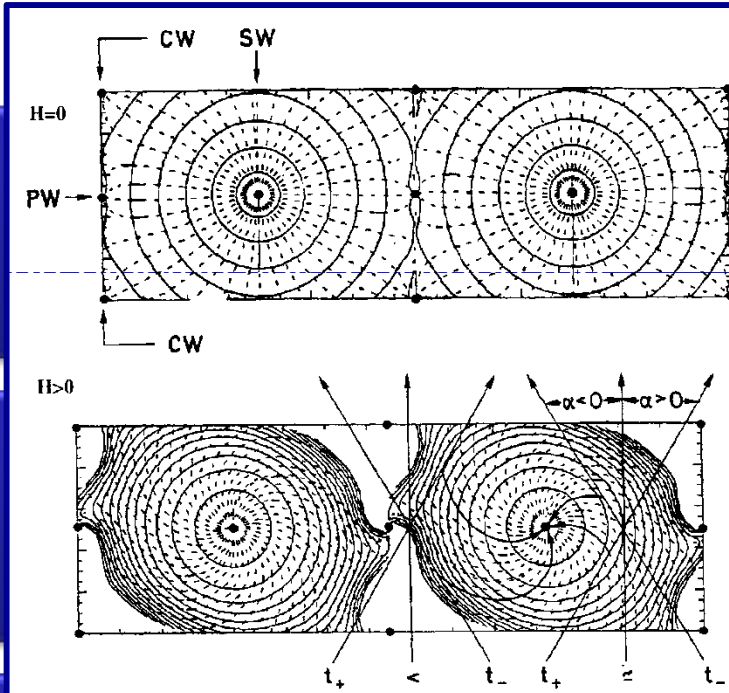 CW SW
H=0
PW
CW
H>0
α<0 α>0
t₊ < t₋ t₊ t₋